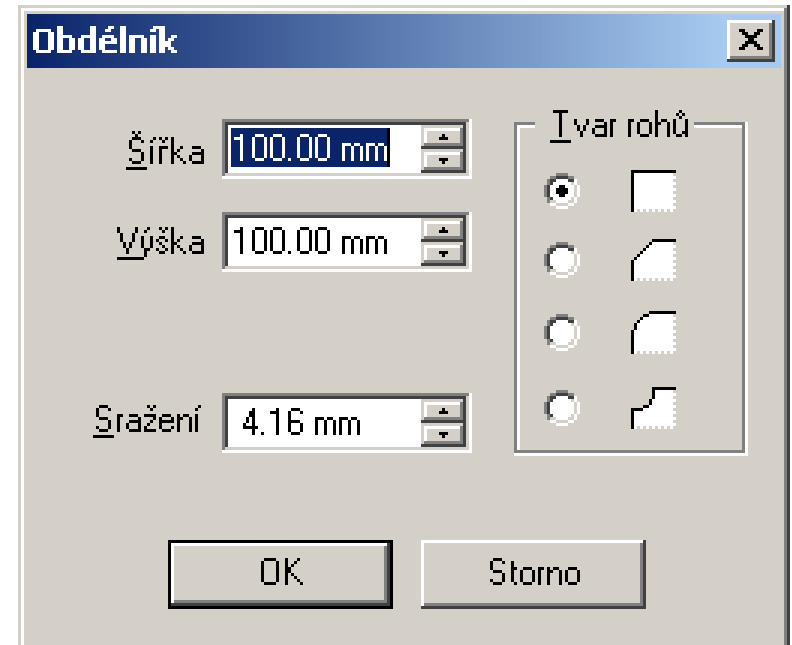 Obdélník
Šířka 100.00 mm
Výška 100.00 mm
Sražení 4.16 mm
Tvar rohů
OK
Storno